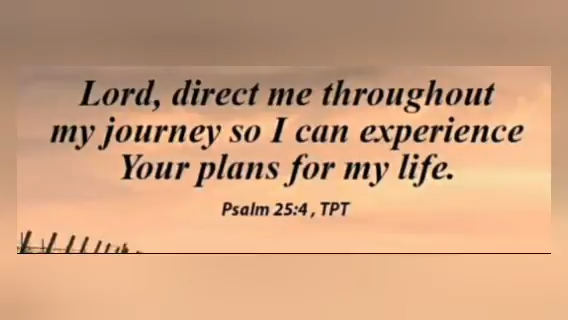 Lord, direct me throughout
my journey so I can experience
Your plans for my life.
Psalm 25:4 , TPT